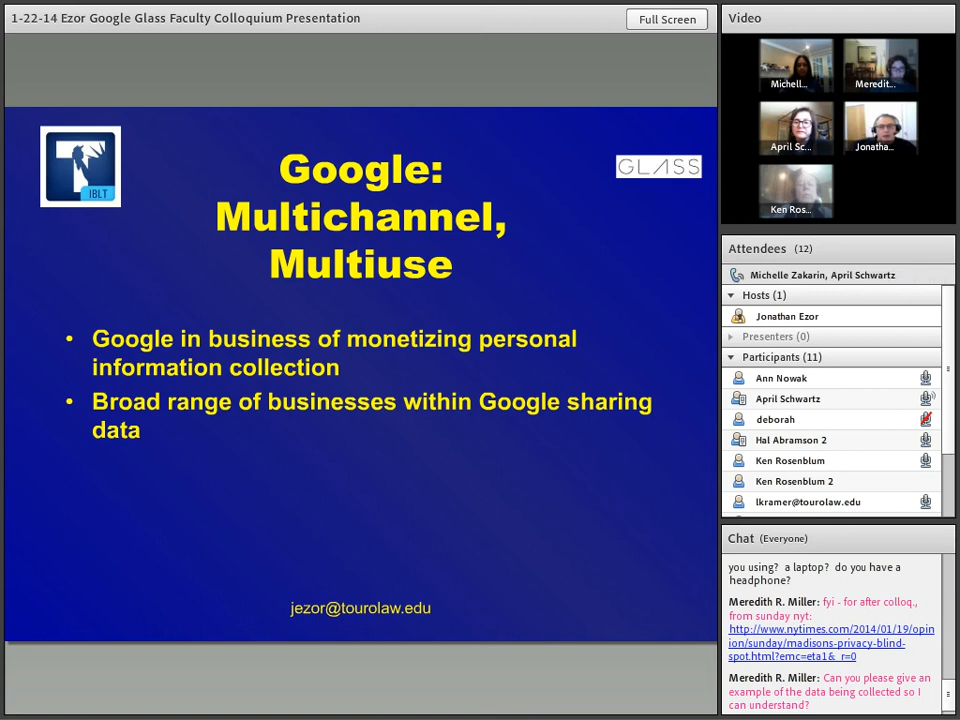 1-22-14 Ezor Google Glass Faculty Colloquium Presentation
Full Screen
IBLT
Google:
Multichannel,
Multiuse
GLASS
• Google in business of monetizing personal
information collection
• Broad range of businesses within Google sharing
data
jezor@tourolaw.edu
Video
Michell...
Meredit...
April Sc...
Jonatha...
Ken Ros...
Attendees (12)
Michelle Zakarin, April Schwartz
Hosts (1)
Jonathan Ezor
Presenters (0)
Participants (11)
Ann Nowak
April Schwartz
deborah
Hal Abramson 2
Ken Rosenblum
Ken Rosenblum 2
lkramer@tourolaw.edu
Chat (Everyone)
you using? a laptop? do you have a
headphone?
Meredith R. Miller: fyi - for after colloq.,
from sunday nyt:
http://www.nytimes.com/2014/01/19/opin
ion/sunday/madisons-privacy-blind-
spot.html?emc=eta1&_r=0
Meredith R. Miller: Can you please give an
example of the data being collected so I
can understand?